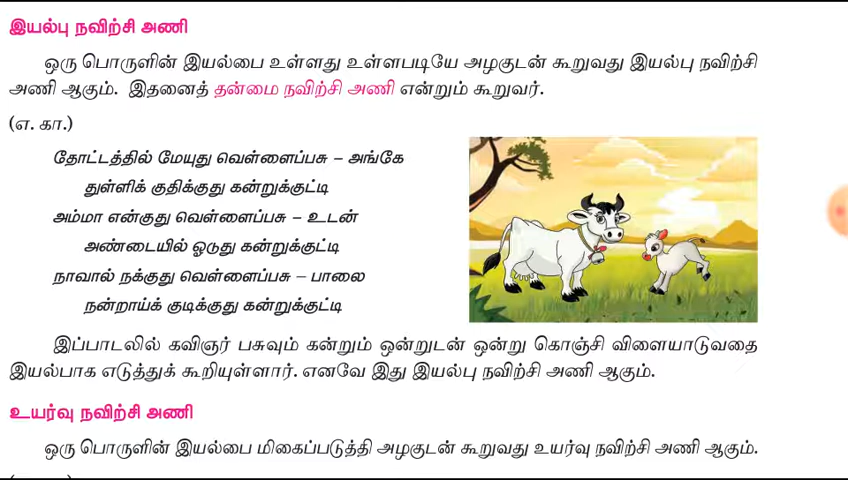 இயல்பு நவிற்சி அணி
ஒரு பொருளின் இயல்பை உள்ளது உள்ளபடியே அழகுடன் கூறுவது இயல்பு நவிற்சி
அணி ஆகும். இதனைத் தன்மை நவிற்சி அணி என்றும் கூறுவர்.
(எ. கா.)
தோட்டத்தில் மேயுது வெள்ளைப்பசு – அங்கே
துள்ளிக் குதிக்குது கன்றுக்குட்டி
அம்மா என்குது வெள்ளைப்பசு – உடன்
அண்டையில் ஓடுது கன்றுக்குட்டி
நாவால் நக்குது வெள்ளைப்பசு – பாலை
நன்றாய்க் குடிக்குது கன்றுக்குட்டி
இப்பாடலில் கவிஞர் பசுவும் கன்றும் ஒன்றுடன் ஒன்று கொஞ்சி விளையாடுவதை
இயல்பாக எடுத்துக் கூறியுள்ளார். எனவே இது இயல்பு நவிற்சி அணி ஆகும்.
உயர்வு நவிற்சி அணி
ஒரு பொருளின் இயல்பை மிகைப்படுத்தி அழகுடன் கூறுவது உயர்வு நவிற்சி அணி ஆகும்.